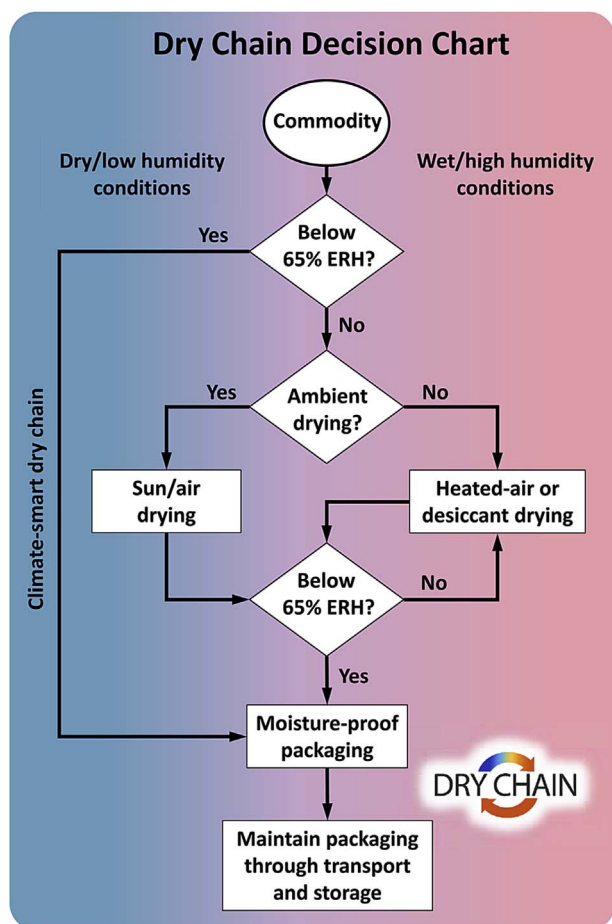 Dry Chain Decision Chart
Commodity
Dry/low humidity
conditions
Wet/high humidity
conditions
Yes
Below
65% ERH?
No
Yes
Ambient
drying?
No
Sun/air
drying
Heated-air or
desiccant drying
Climate-smart dry chain
Below
65% ERH?
No
Yes
Moisture-proof
packaging
DRY CHAIN
Maintain packaging
through transport
and storage